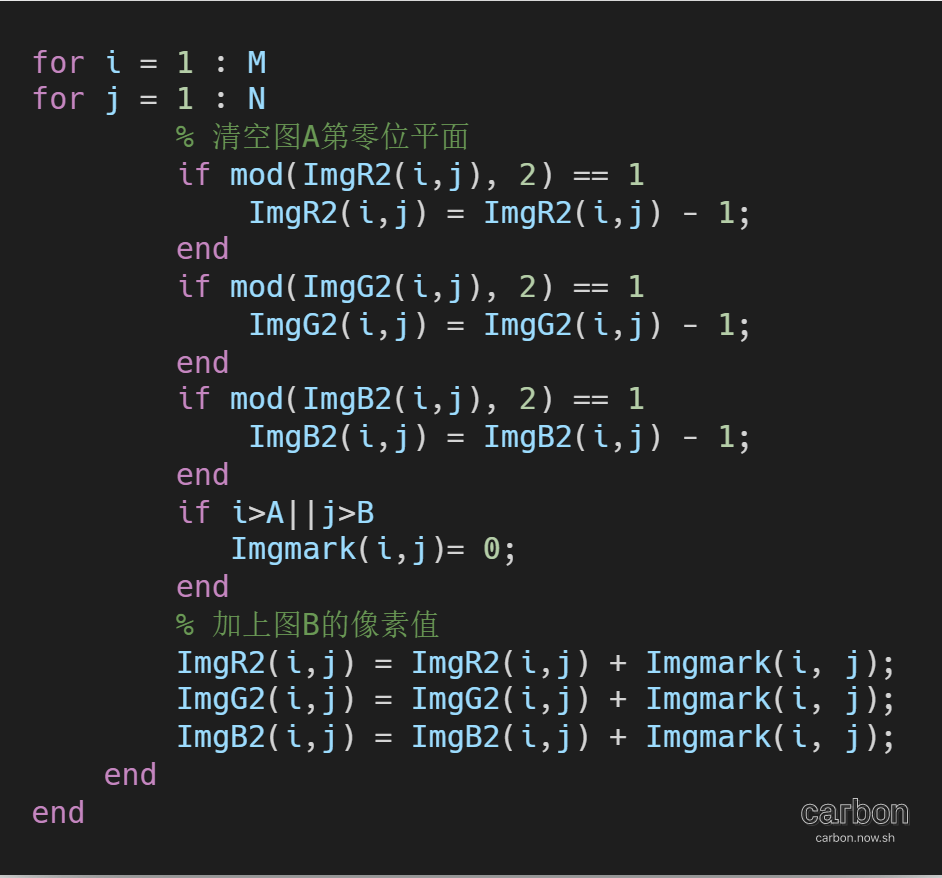 for i = 1 : M
for j = 1 : N
        % 清空图A第零位平面
        if mod(ImgR2(i,j), 2) == 1
            ImgR2(i,j) = ImgR2(i,j) - 1;
        end
        if mod(ImgG2(i,j), 2) == 1
            ImgG2(i,j) = ImgG2(i,j) - 1;
        end
        if mod(ImgB2(i,j), 2) == 1
            ImgB2(i,j) = ImgB2(i,j) - 1;
        end
        if i>A||j>B
           Imgmark(i,j)= 0;
        end
        % 加上图B的像素值
        ImgR2(i,j) = ImgR2(i,j) + Imgmark(i, j);
        ImgG2(i,j) = ImgG2(i,j) + Imgmark(i, j);
        ImgB2(i,j) = ImgB2(i,j) + Imgmark(i, j);
    end
end
carbon
carbon.now.sh